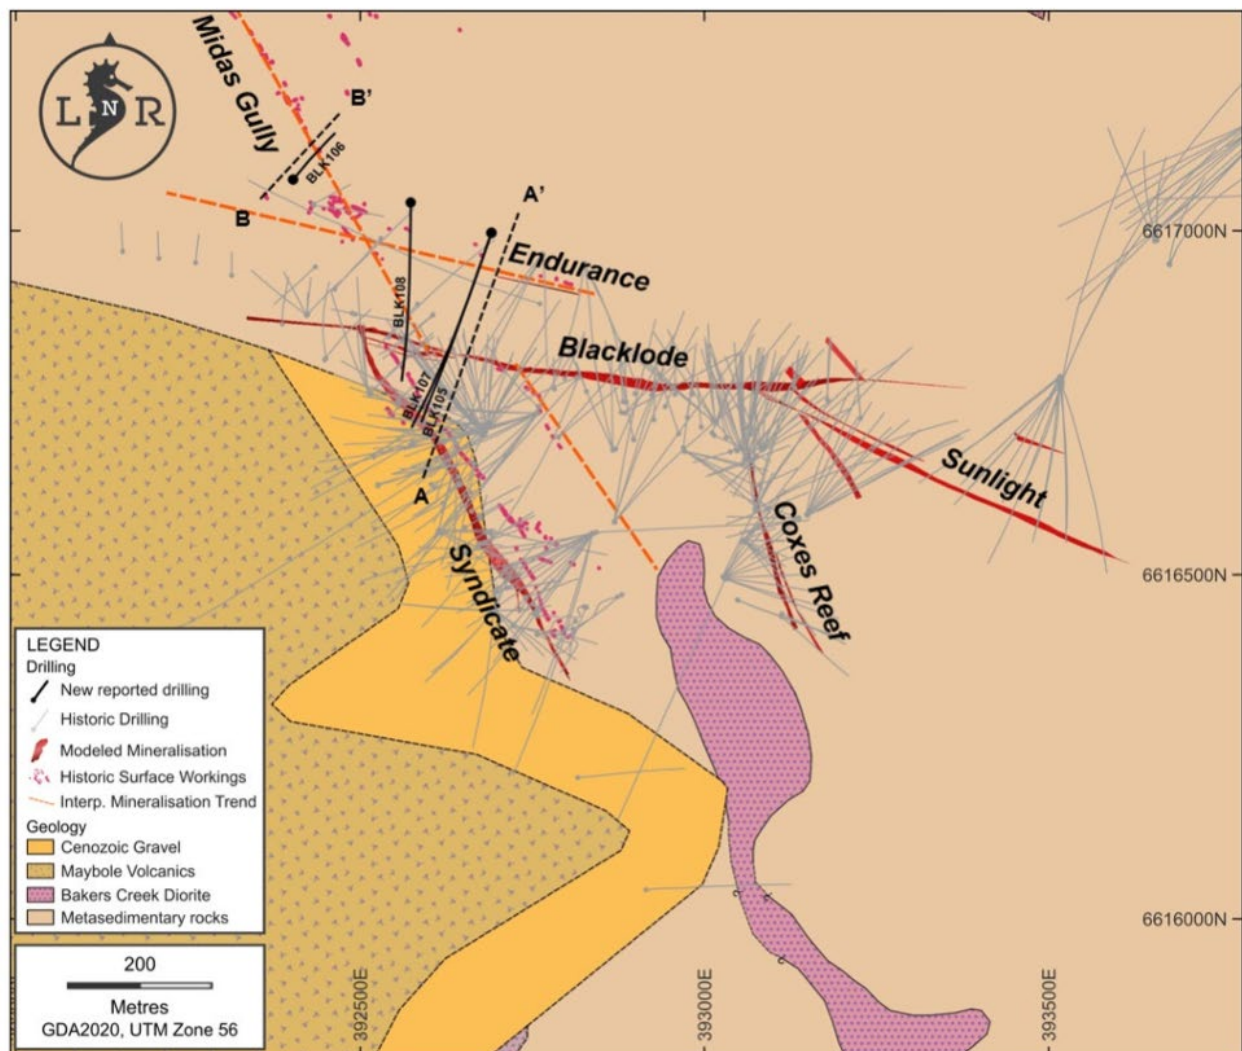 Midas Gully
L N R
B'
BLK106
B
A'
Endurance
6617000N
BLK108
Blacklode
BLK107
BLK105
A
Sunlight
Coxes Reef
Syndicate
6616500N
LEGEND
Drilling
New reported drilling
Historic Drilling
Modeled Mineralisation
Historic Surface Workings
Interp. Mineralisation Trend
Geology
Cenozoic Gravel
Maybole Volcanics
Bakers Creek Diorite
Metasedimentary rocks
6616000N
200
Metres
GDA2020, UTM Zone 56
392500E
393000E
393500E